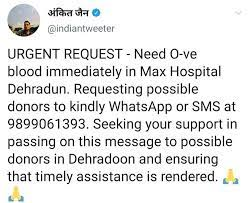 अंकित जैन
@indiantweeter
URGENT REQUEST - Need O-ve
blood immediately in Max Hospital
Dehradun. Requesting possible
donors to kindly WhatsApp or SMS at
9899061393. Seeking your support in
passing on this message to possible
donors in Dehradoon and ensuring
that timely assistance is rendered. 🙏
🙏